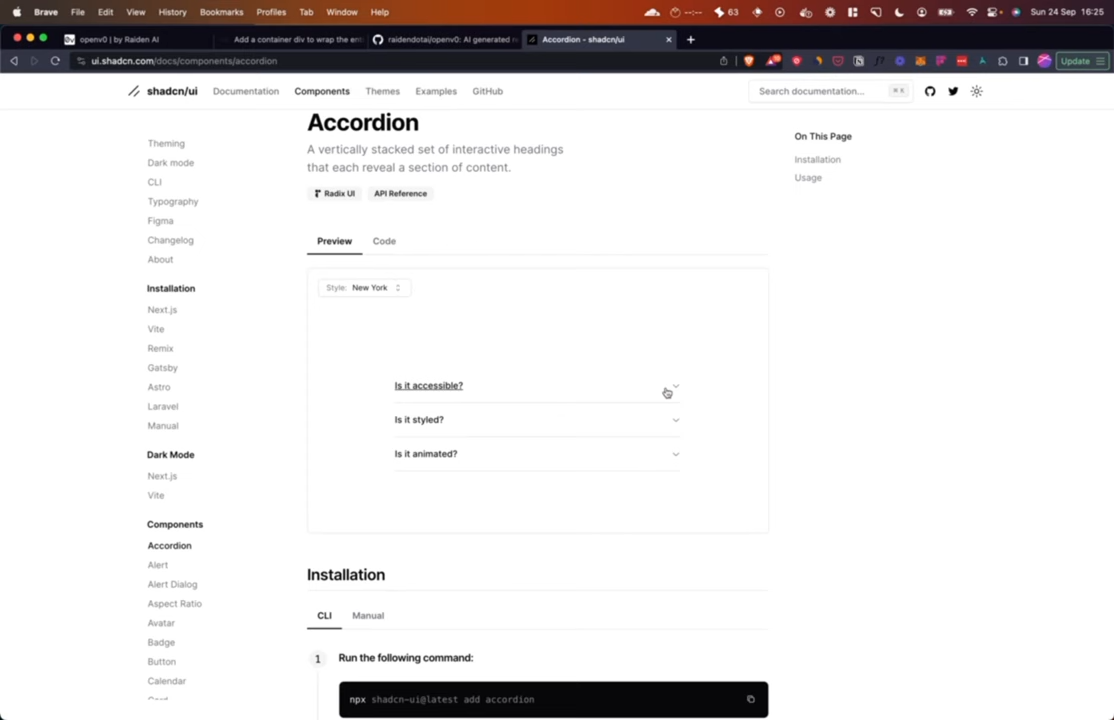 Brave File Edit View History Bookmarks Profiles Tab Window Help
63
Sun 24 Sep 16:25
openv0 | by Raiden AI
Add a container div to wrap the ent
raidendotai/openv0: AI generated
Accordion - shadcn/ui
ui.shadcn.com/docs/components/accordion
Update
shadcn/ui
Documentation
Components
Themes
Examples
GitHub
Search documentation...
⌘ K
Theming
Dark mode
CLI
Typography
Figma
Changelog
About
Installation
Next.js
Vite
Remix
Gatsby
Astro
Laravel
Manual
Dark Mode
Next.js
Vite
Components
Accordion
Alert
Alert Dialog
Aspect Ratio
Avatar
Badge
Button
Calendar
Accordion
A vertically stacked set of interactive headings
that each reveal a section of content.
Radix UI
API Reference
Preview
Code
Style: New York
Is it accessible?
Is it styled?
Is it animated?
Installation
CLI
Manual
1
Run the following command:
npx shadcn-ui@latest add accordion
On This Page
Installation
Usage